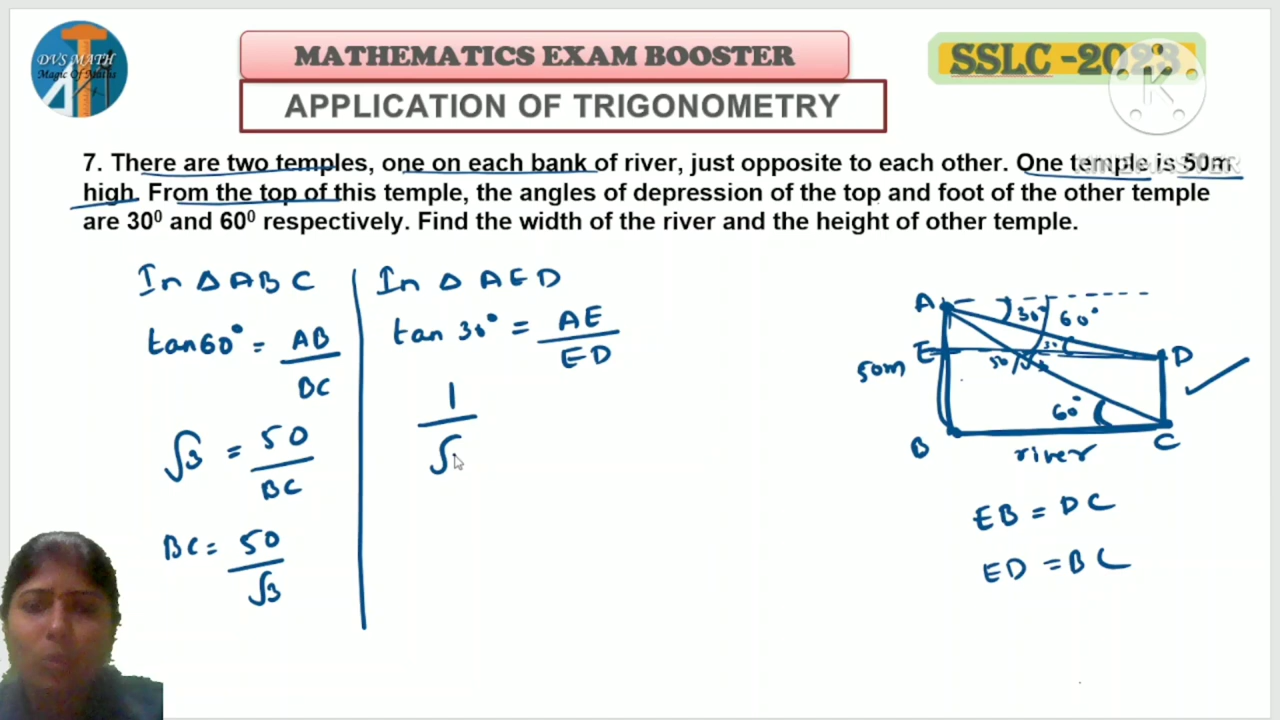 DVS MATH
Magic Of Maths
MATHEMATICS EXAM BOOSTER
SSLC -2023
K
APPLICATION OF TRIGONOMETRY
7. There are two temples, one on each bank of river, just opposite to each other. One temple is 50m
high. From the top of this temple, the angles of depression of the top and foot of the other temple
are 30⁰ and 60⁰ respectively. Find the width of the river and the height of other temple.
In △ ABC
tan60° = AB/BC
√3 = 50/BC
BC = 50/√3
In △ AED
tan 30° = AE/ED
1/√
A
30°
60°
E
30
D
50m
60°
B
river
C
EB = DC
ED = BC